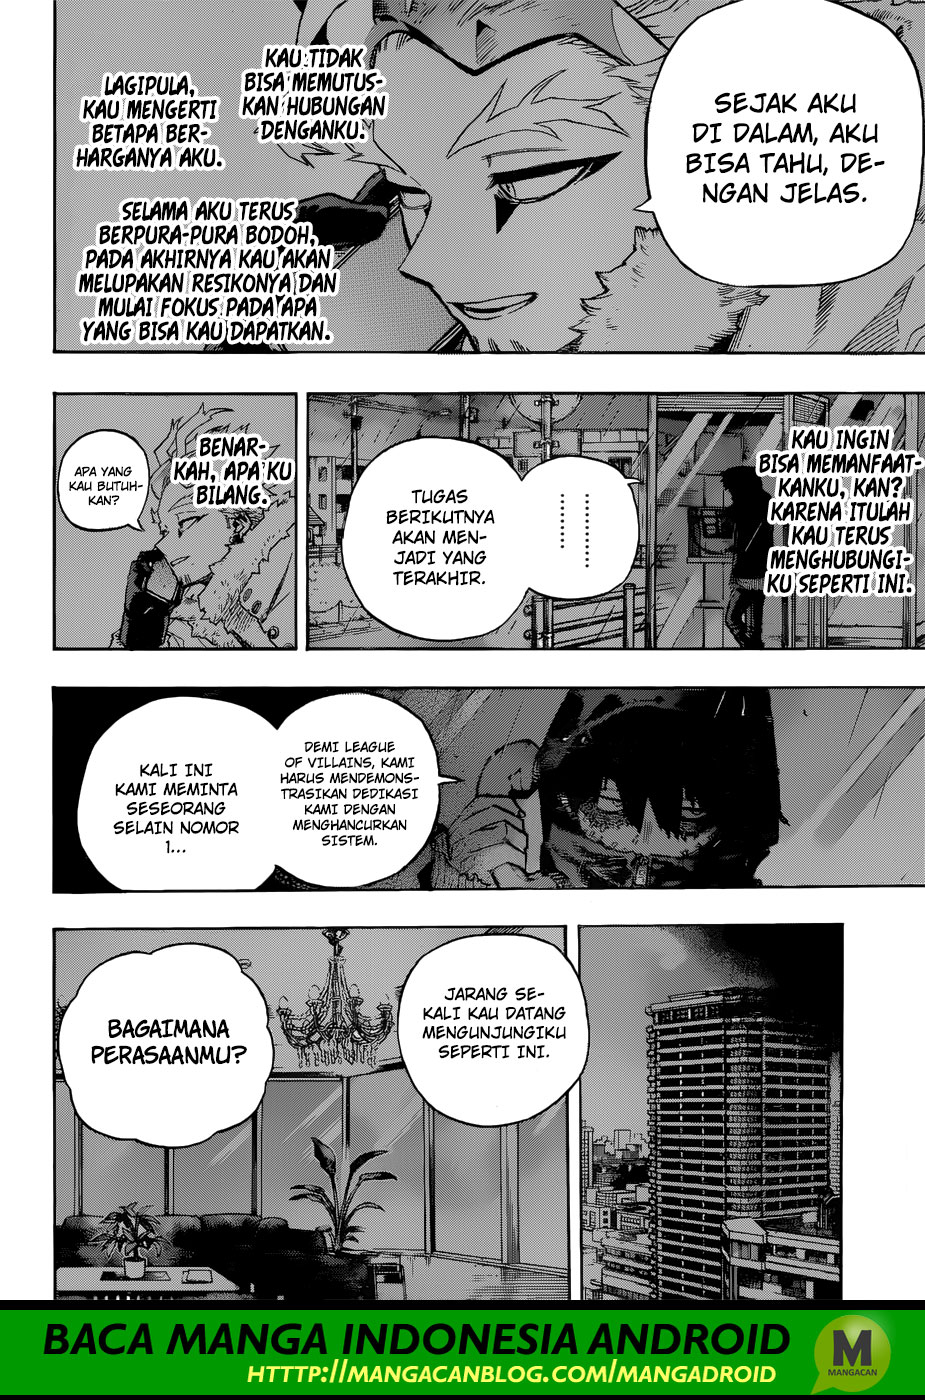 SEJAK AKU
DI DALAM, AKU
BISA TAHU, DE-
NGAN JELAS.
KAU TIDAK
BISA MEMUTUS-
KAN HUBUNGAN
DENGANKU.
LAGIPULA,
KAU MENGERTI
BETAPA BER-
HARGANYA AKU.
SELAMA AKU TERUS
BERPURA-PURA BODOH,
PADA AKHIRNYA KAU AKAN
MELUPAKAN RESIKONYA DAN
MULAI FOKUS PADA APA
YANG BISA KAU DAPATKAN.
KAU INGIN
BISA MEMANFAAT-
KANKU, KAN?
KARENA ITULAH
KAU TERUS
MENGHUBUNGI-
KU SEPERTI INI.
.........
..........
TUGAS
BERIKUTNYA
AKAN MEN-
JADI YANG
TERAKHIR.
BENAR-
KAH, APA KU
BILANG.
APA YANG
KAU BUTUH-
KAN?
DEMI LEAGUE
OF VILLAINS, KAMI
HARUS MENDEMONS-
TRASIKAN DEDIKASI
KAMI DENGAN
MENGHANCURKAN
SISTEM.
KALI INI
KAMI MEMINTA
SESEORANG
SELAIN NOMOR
1...
JARANG SE-
KALI KAU DATANG
MENGUNJUNGIKU
SEPERTI INI.
BAGAIMANA
PERASAANMU?
BACA MANGA INDONESIA ANDROID
HTTTP://MANGACANBLOG.COM/MANGADROID
M
MANGACAN